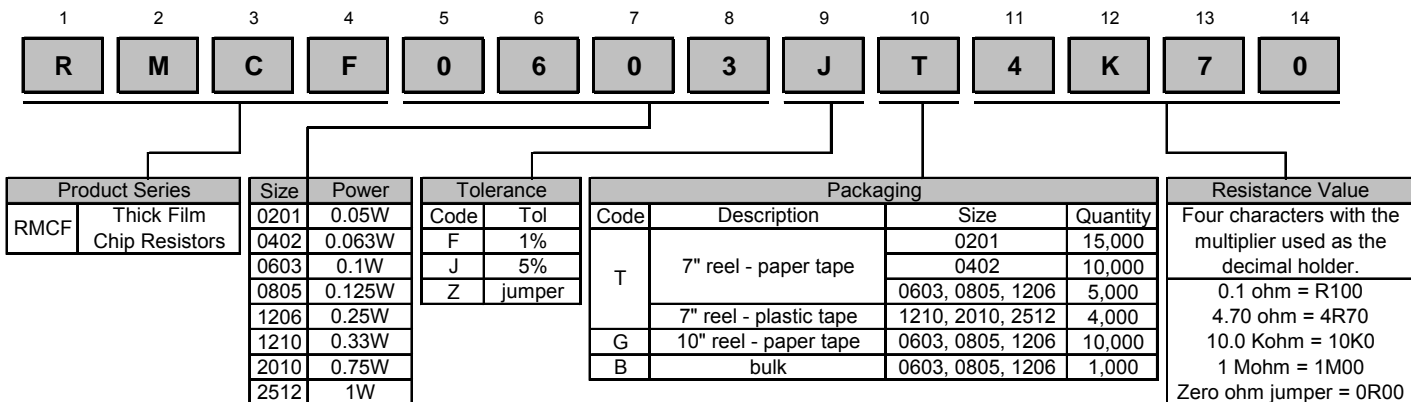 1 2 3 4 5 6 7 8 9 10 11 12 13 14
R M C F 0 6 0 3 J T 4 K 7 0
Product Series
RMCF Thick Film
Chip Resistors
Size Power
0201 0.05W
0402 0.063W
0603 0.1W
0805 0.125W
1206 0.25W
1210 0.33W
2010 0.75W
2512 1W
Tolerance
Code Tol
F 1%
J 5%
Z jumper
Packaging
Code Description Size Quantity
T 7" reel - paper tape 0201 15,000
0402 10,000
0603, 0805, 1206 5,000
7" reel - plastic tape 1210, 2010, 2512 4,000
G 10" reel - paper tape 0603, 0805, 1206 10,000
B bulk 0603, 0805, 1206 1,000
Resistance Value
Four characters with the
multiplier used as the
decimal holder.
0.1 ohm = R100
4.70 ohm = 4R70
10.0 Kohm = 10K0
1 Mohm = 1M00
Zero ohm jumper = 0R00